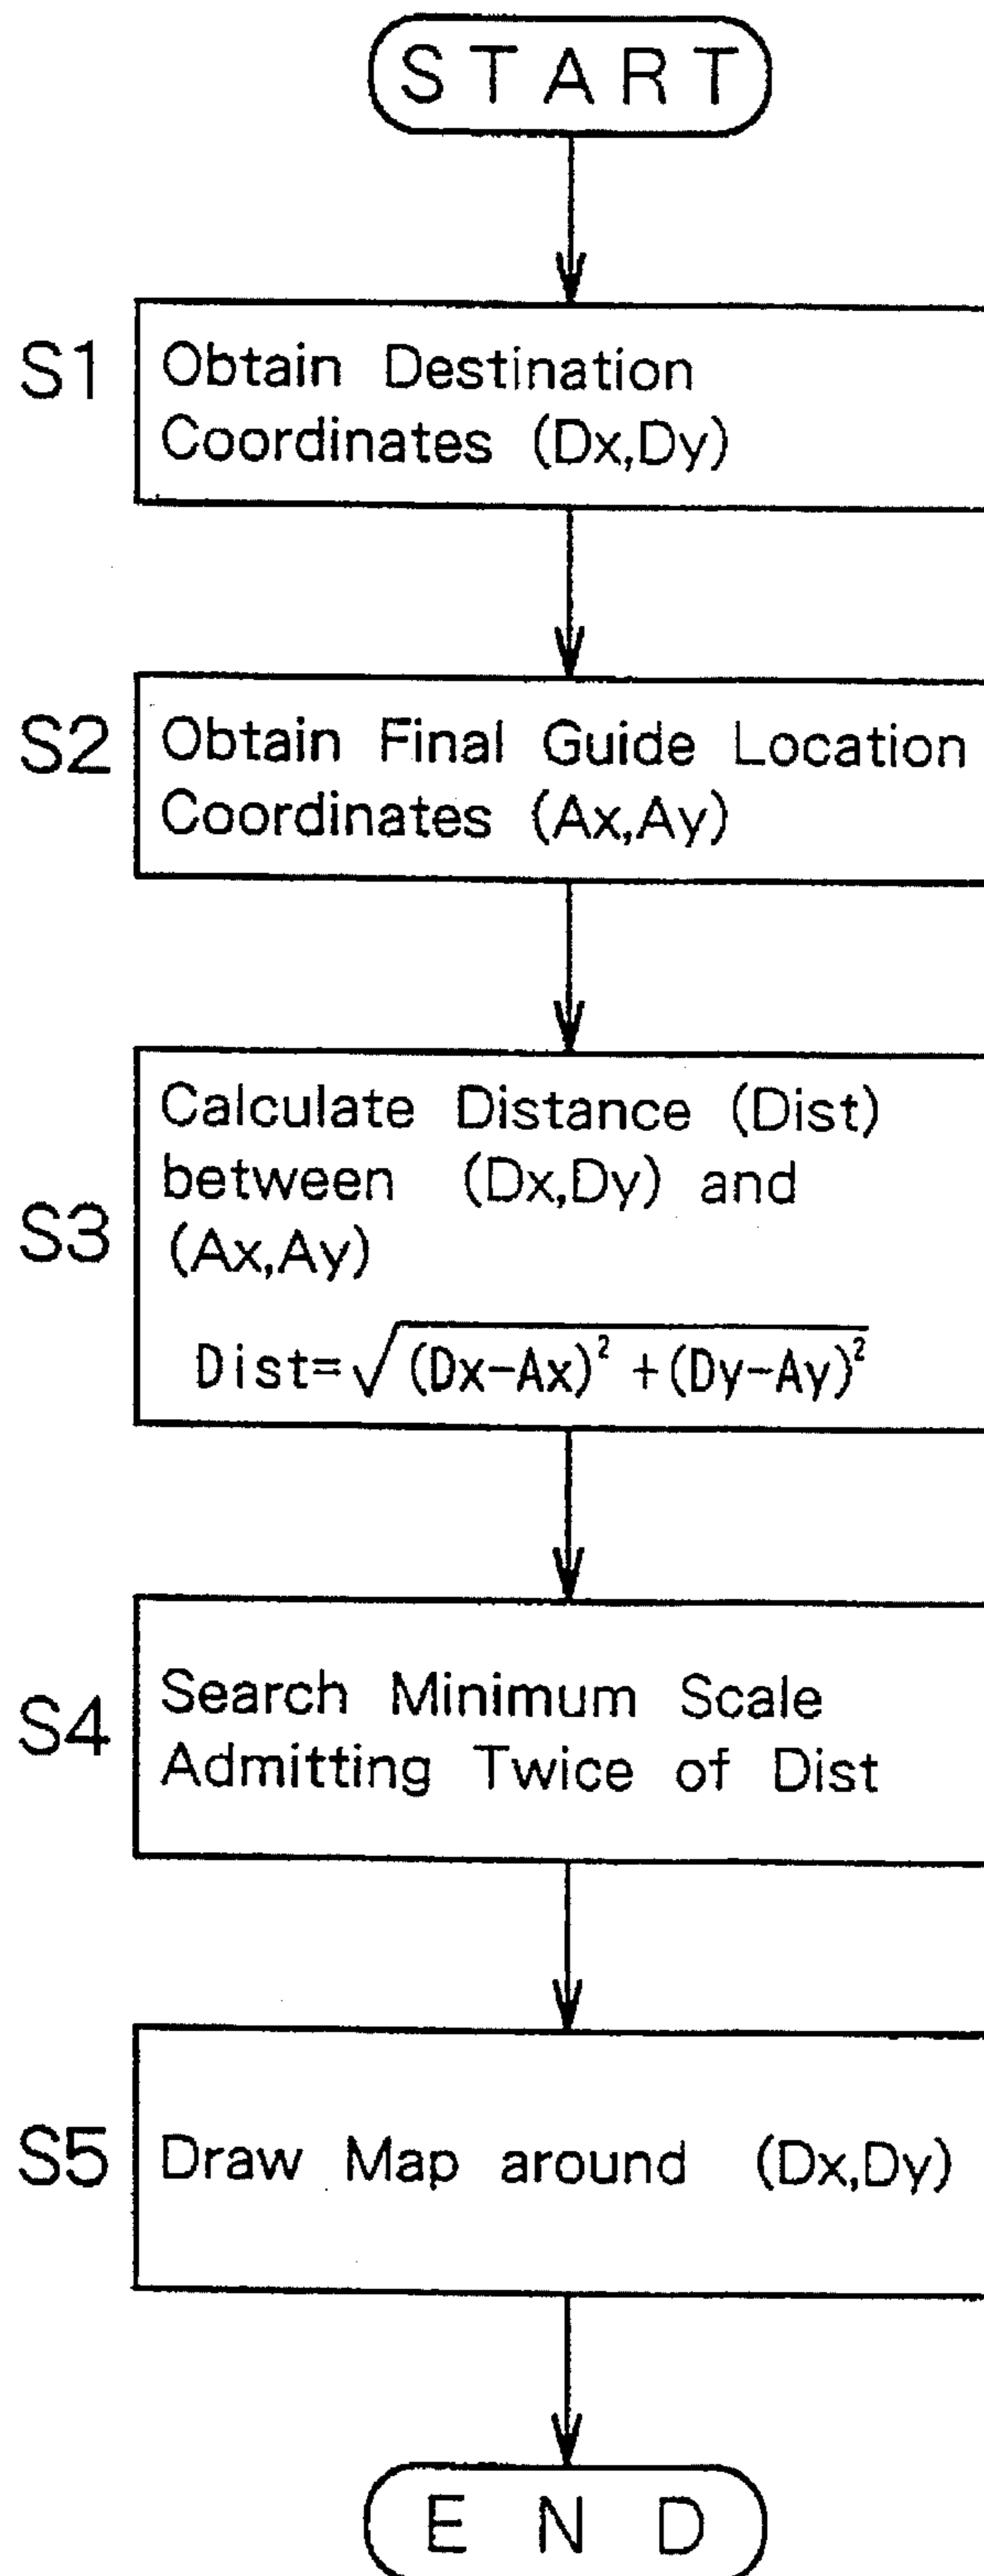 START
S1
Obtain Destination
Coordinates (Dx,Dy)
S2
Obtain Final Guide Location
Coordinates (Ax,Ay)
S3
Calculate Distance (Dist)
between (Dx,Dy) and
(Ax,Ay)
Dist=√(Dx-Ax)² +(Dy-Ay)²
S4
Search Minimum Scale
Admitting Twice of Dist
S5
Draw Map around (Dx,Dy)
END